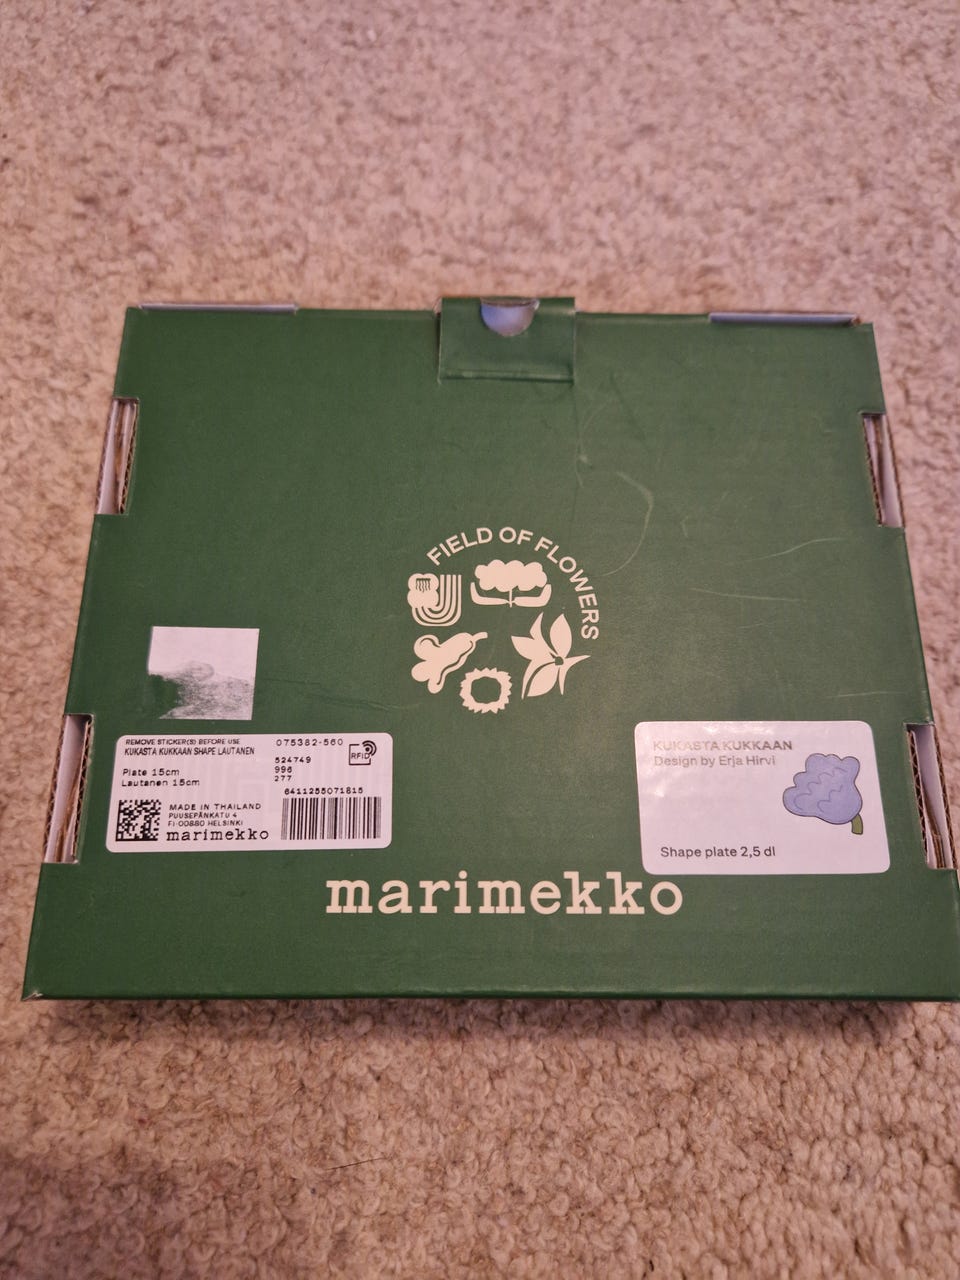 FIELD OF FLOWERS
REMOVE STICKER(S) BEFORE USE
KUKASTA KUKKAAN SHAPE LAUTANEN
Plate 15cm
Lautanen 15cm
075382-560
524749
996
277
RFID
6411255071815
MADE IN THAILAND
PUUSEPÄNKATU 4
FI-00880 HELSINKI
marimekko
KUKASTA KUKKAAN
Design by Erja Hirvi
Shape plate 2,5 dl
marimekko